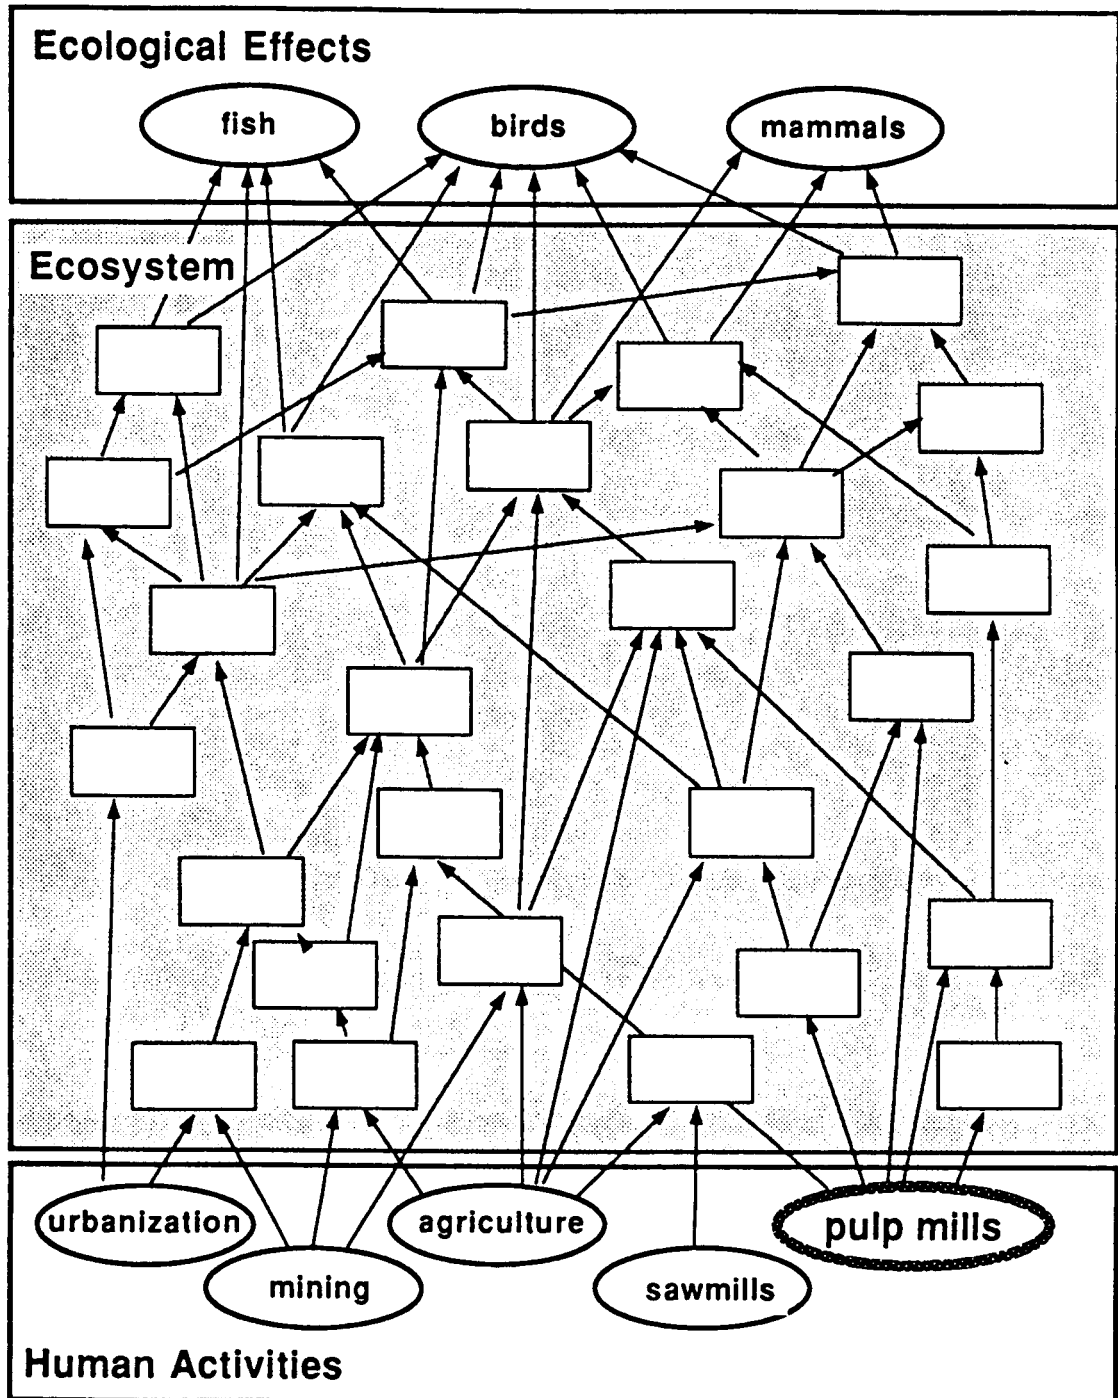 Ecological Effects
fish
birds
mammals
Ecosystem
urbanization
agriculture
pulp mills
mining
sawmills
Human Activities